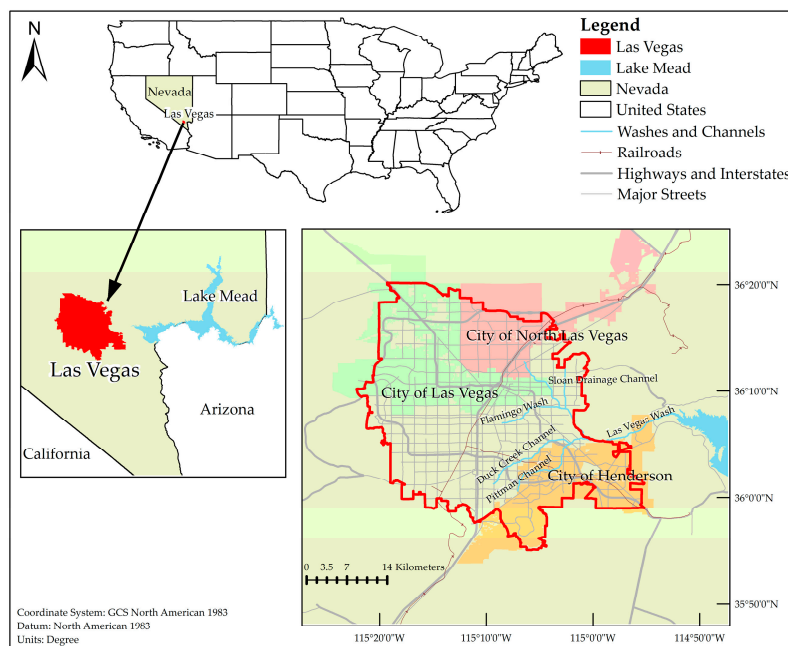 N
Nevada
Las Vegas
Legend
Las Vegas
Lake Mead
Nevada
United States
Washes and Channels
Railroads
Highways and Interstates
Major Streets
Lake Mead
Las Vegas
Arizona
California
City of North Las Vegas
Sloan Drainage Channel
City of Las Vegas
Flamingo Wash
Las Vegas Wash
Duck Creek Channel
Pittman Channel
City of Henderson
0 3.5 7 14 Kilometers
36°20'0"N
36°10'0"N
36°0'0"N
35°50'0"N
115°20'0"W 115°10'0"W 115°0'0"W 114°50'0"W
Coordinate System: GCS North American 1983
Datum: North American 1983
Units: Degree